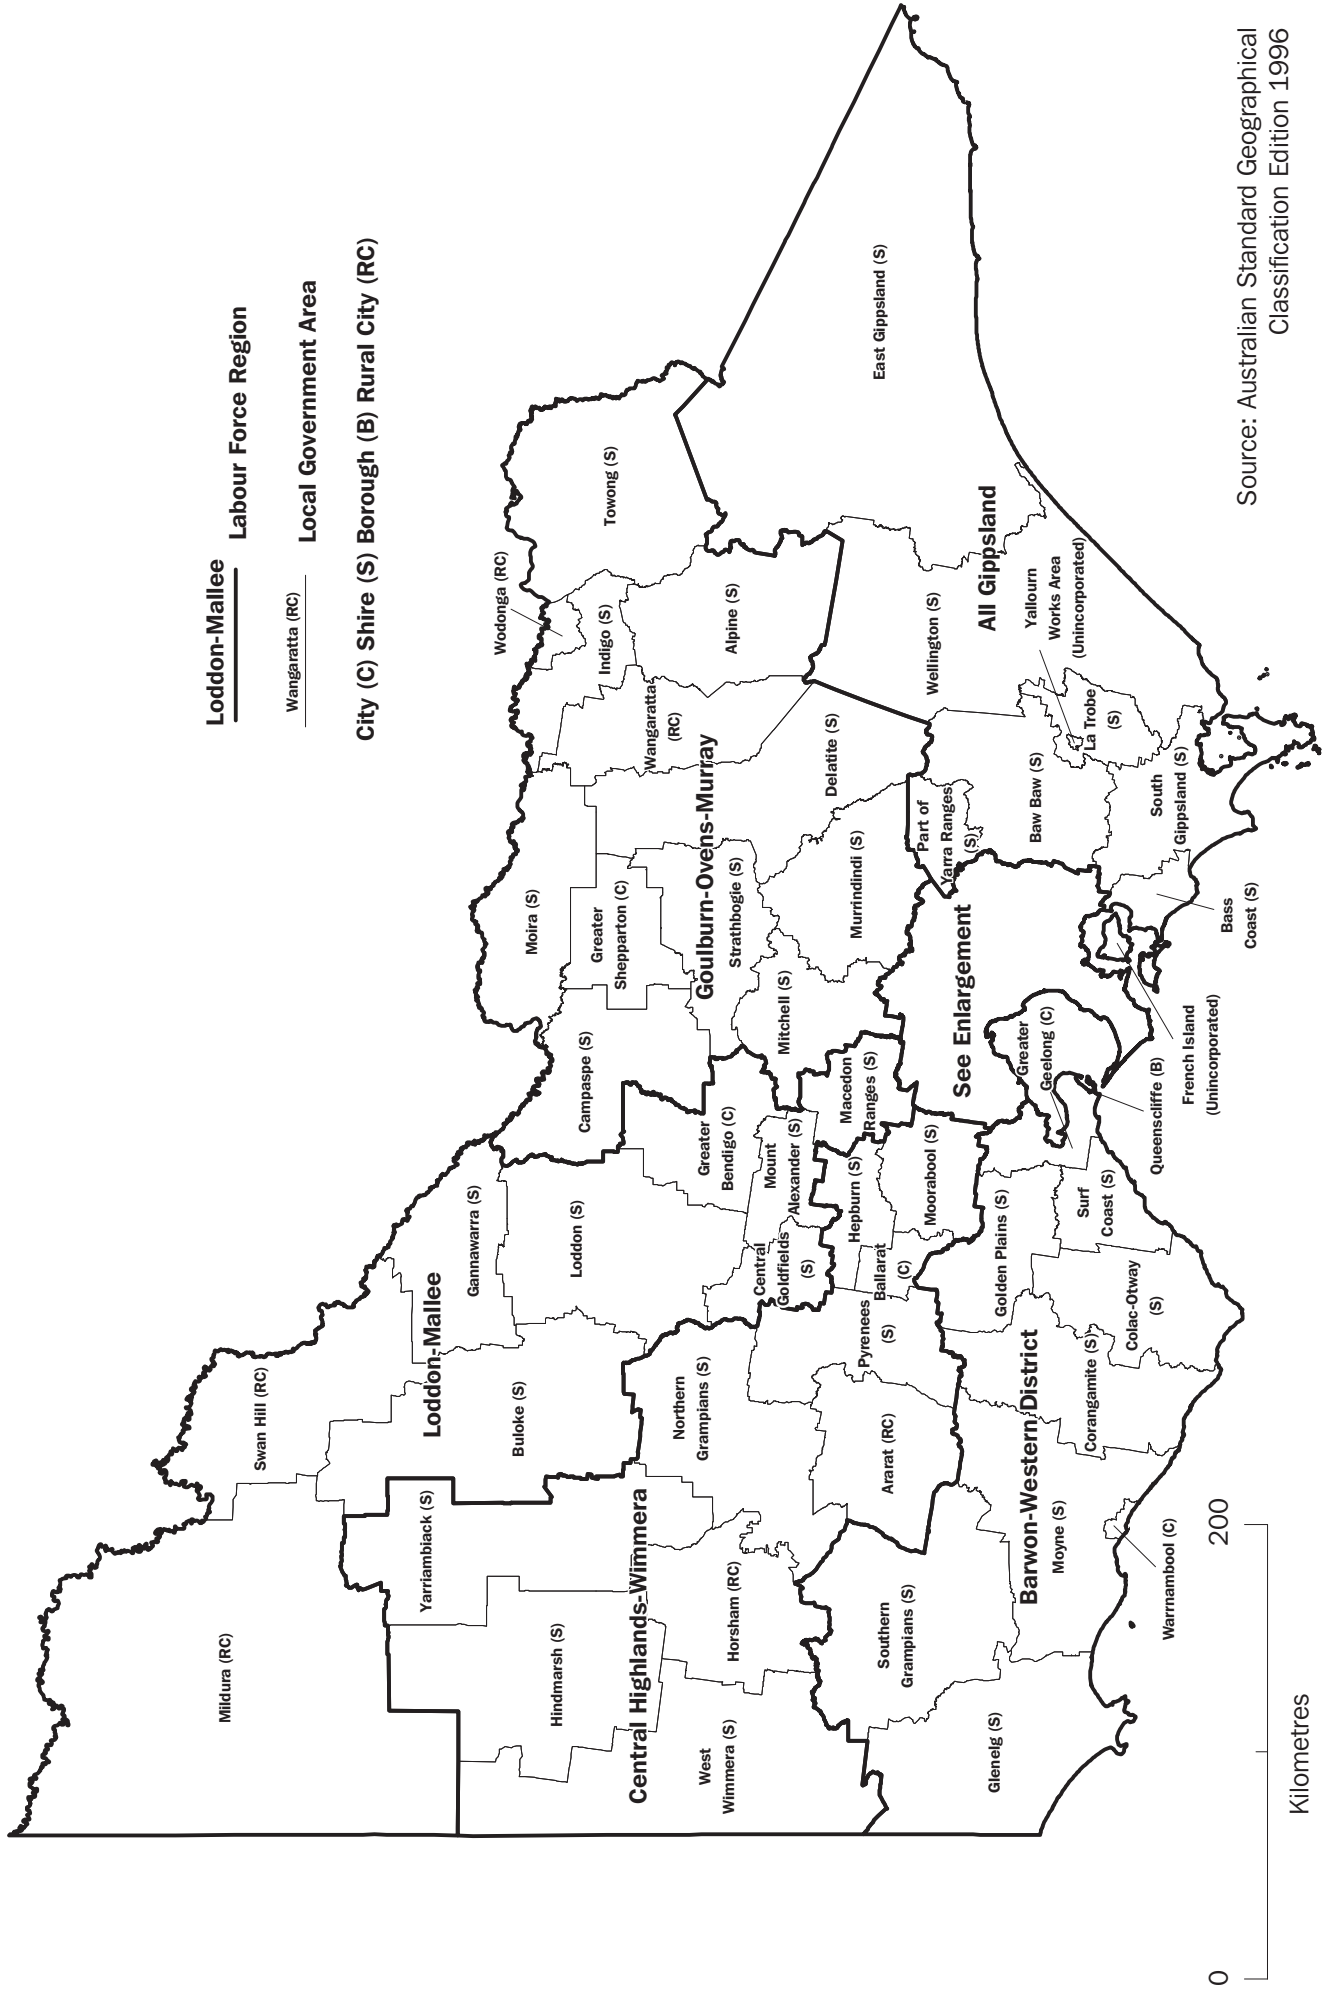 Loddon-Mallee
Labour Force Region
Wangaratta (RC)
Local Government Area
City (C) Shire (S) Borough (B) Rural City (RC)
Mildura (RC)
Swan Hill (RC)
Loddon-Mallee
Gannawarra (S)
Buloke (S)
Loddon (S)
Yarriambiack (S)
Hindmarsh (S)
Central Highlands-Wimmera
West
Wimmera (S)
Horsham (RC)
Northern
Grampians (S)
Campaspe (S)
Greater
Bendigo (C)
Mount
Alexander (S)
Central
Goldfields
(S)
Macedon
Ranges (S)
Hepburn (S)
Ballarat
(C)
Moorabool (S)
Pyrenees
(S)
Ararat (RC)
Moira (S)
Greater
Shepparton (C)
Goulburn-Ovens-Murray
Strathbogie (S)
Mitchell (S)
Murrindindi (S)
Delatite (S)
Wangaratta
(RC)
Wodonga (RC)
Indigo (S)
Towong (S)
Alpine (S)
East Gippsland (S)
All Gippsland
Wellington (S)
Yallourn
Works Area
(Unincorporated)
La Trobe
(S)
Baw Baw (S)
Part of
Yarra Ranges
(S)
South
Gippsland (S)
Bass
Coast (S)
French Island
(Unincorporated)
See Enlargement
Greater
Geelong (C)
Queenscliffe (B)
Surf
Coast (S)
Golden Plains (S)
Colac-Otway
(S)
Corangamite (S)
Barwon-Western District
Moyne (S)
Warrnambool (C)
Southern
Grampians (S)
Glenelg (S)
0
200
Kilometres
Source: Australian Standard Geographical
Classification Edition 1996